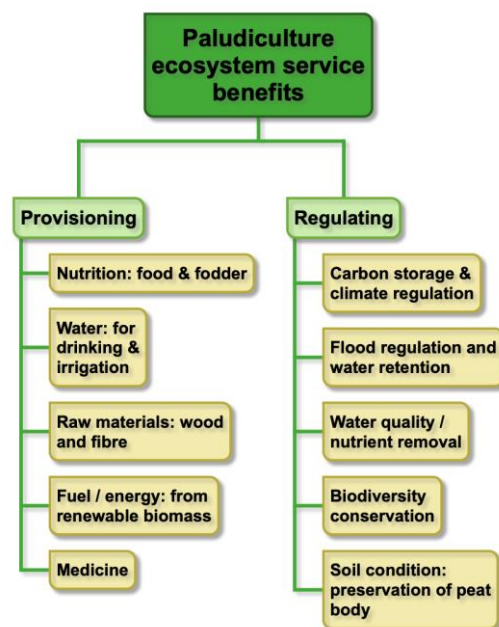 Paludiculture
ecosystem service
benefits
Provisioning
Nutrition: food & fodder
Water: for
drinking &
irrigation
Raw materials: wood
and fibre
Fuel / energy: from
renewable biomass
Medicine
Regulating
Carbon storage &
climate regulation
Flood regulation and
water retention
Water quality /
nutrient removal
Biodiversity
conservation
Soil condition:
preservation of peat
body